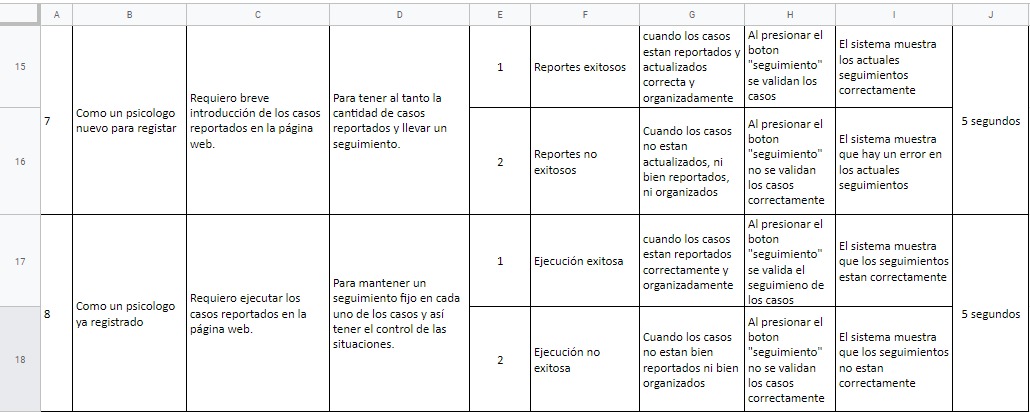 A B C D E F G H I J
15
7
Como un psicologo
nuevo para registar
Requiero breve
introducción de los casos
reportados en la página
web.
Para tener al tanto la
cantidad de casos
reportados y llevar un
seguimiento.
1
Reportes exitosos
cuando los casos
estan reportados y
actualizados
correcta y
organizadamente
Al presionar el
boton
"seguimiento"
se validan los
casos
El sistema muestra
los actuales
seguimientos
correctamente
5 segundos
16
2
Reportes no
exitosos
Cuando los casos
no estan
actualizados, ni
bien reportados,
ni organizados
Al presionar el
boton
"seguimiento"
no se validan
los casos
correctamente
El sistema muestra
que hay un error en
los actuales
seguimientos
17
8
Como un psicologo
ya registrado
Requiero ejecutar los
casos reportados en la
página web.
Para mantener un
seguimiento fijo en cada
uno de los casos y así
tener el control de las
situaciones.
1
Ejecución exitosa
cuando los casos
estan reportados
correctamente y
organizadamente
Al presionar el
boton
"seguimiento"
se valida el
seguimieno de
los casos
El sistema muestra
que los seguimientos
estan correctamente
5 segundos
18
2
Ejecución no
exitosa
Cuando los casos
no estan bien
reportados ni bien
organizados
Al presionar el
boton
"seguimiento"
no se validan
los casos
correctamente
El sistema muestra
que los seguimientos
no estan
correctamente